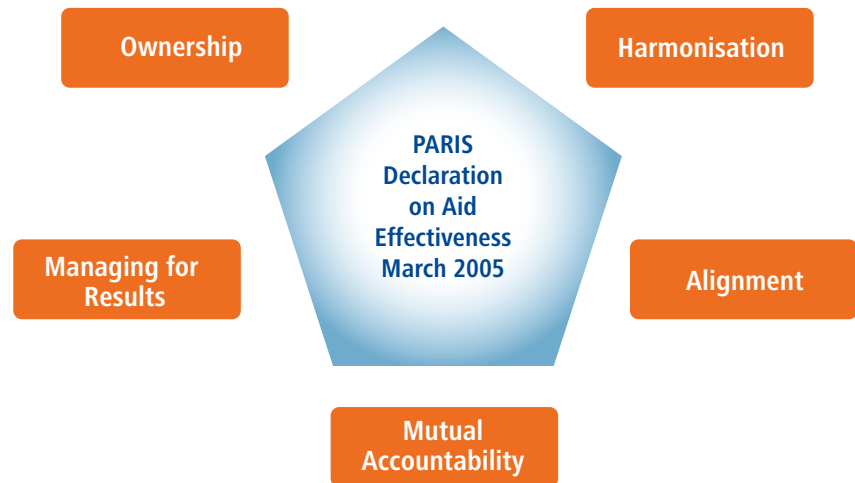 Ownership
Harmonisation
PARIS
Declaration
on Aid
Effectiveness
March 2005
Managing for
Results
Alignment
Mutual
Accountability